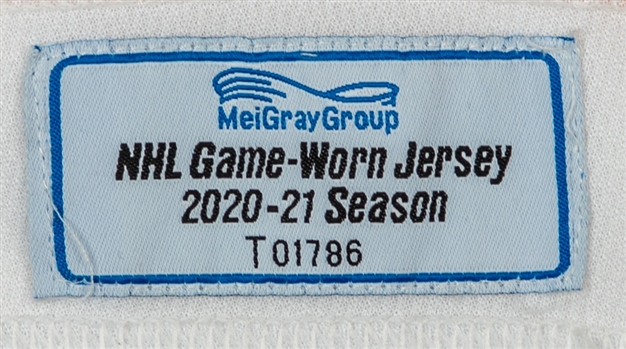 MeiGrayGroup
NHL Game-Worn Jersey
2020-21 Season
T01786